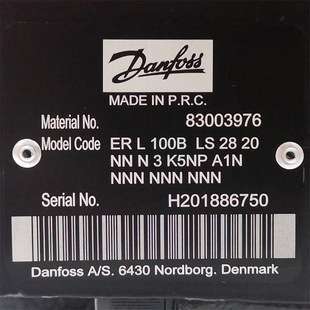 Danfoss
MADE IN P.R.C.
Material No. 83003976
Model Code ER L 100B LS 28 20
NN N 3 K5NP A1N
NNN NNN NNN
Serial No. H201886750
Danfoss A/S. 6430 Nordborg. Denmark